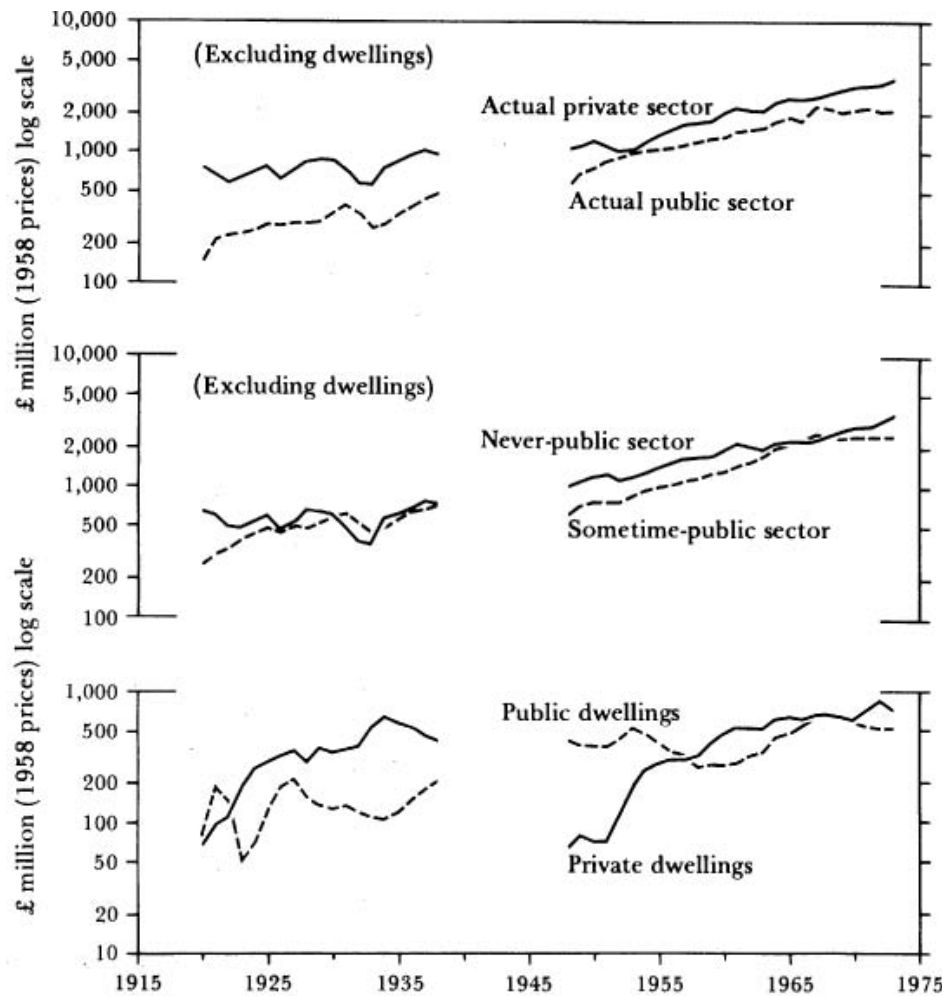 £ million (1958 prices) log scale
10,000
5,000
2,000
1,000
500
200
100
(Excluding dwellings)
Actual private sector
Actual public sector
10,000
5,000
2,000
1,000
500
200
100
(Excluding dwellings)
Never-public sector
Sometime-public sector
£ million (1958 prices) log scale
1,000
500
200
100
50
20
10
Public dwellings
Private dwellings
1915 1925 1935 1945 1955 1965 1975